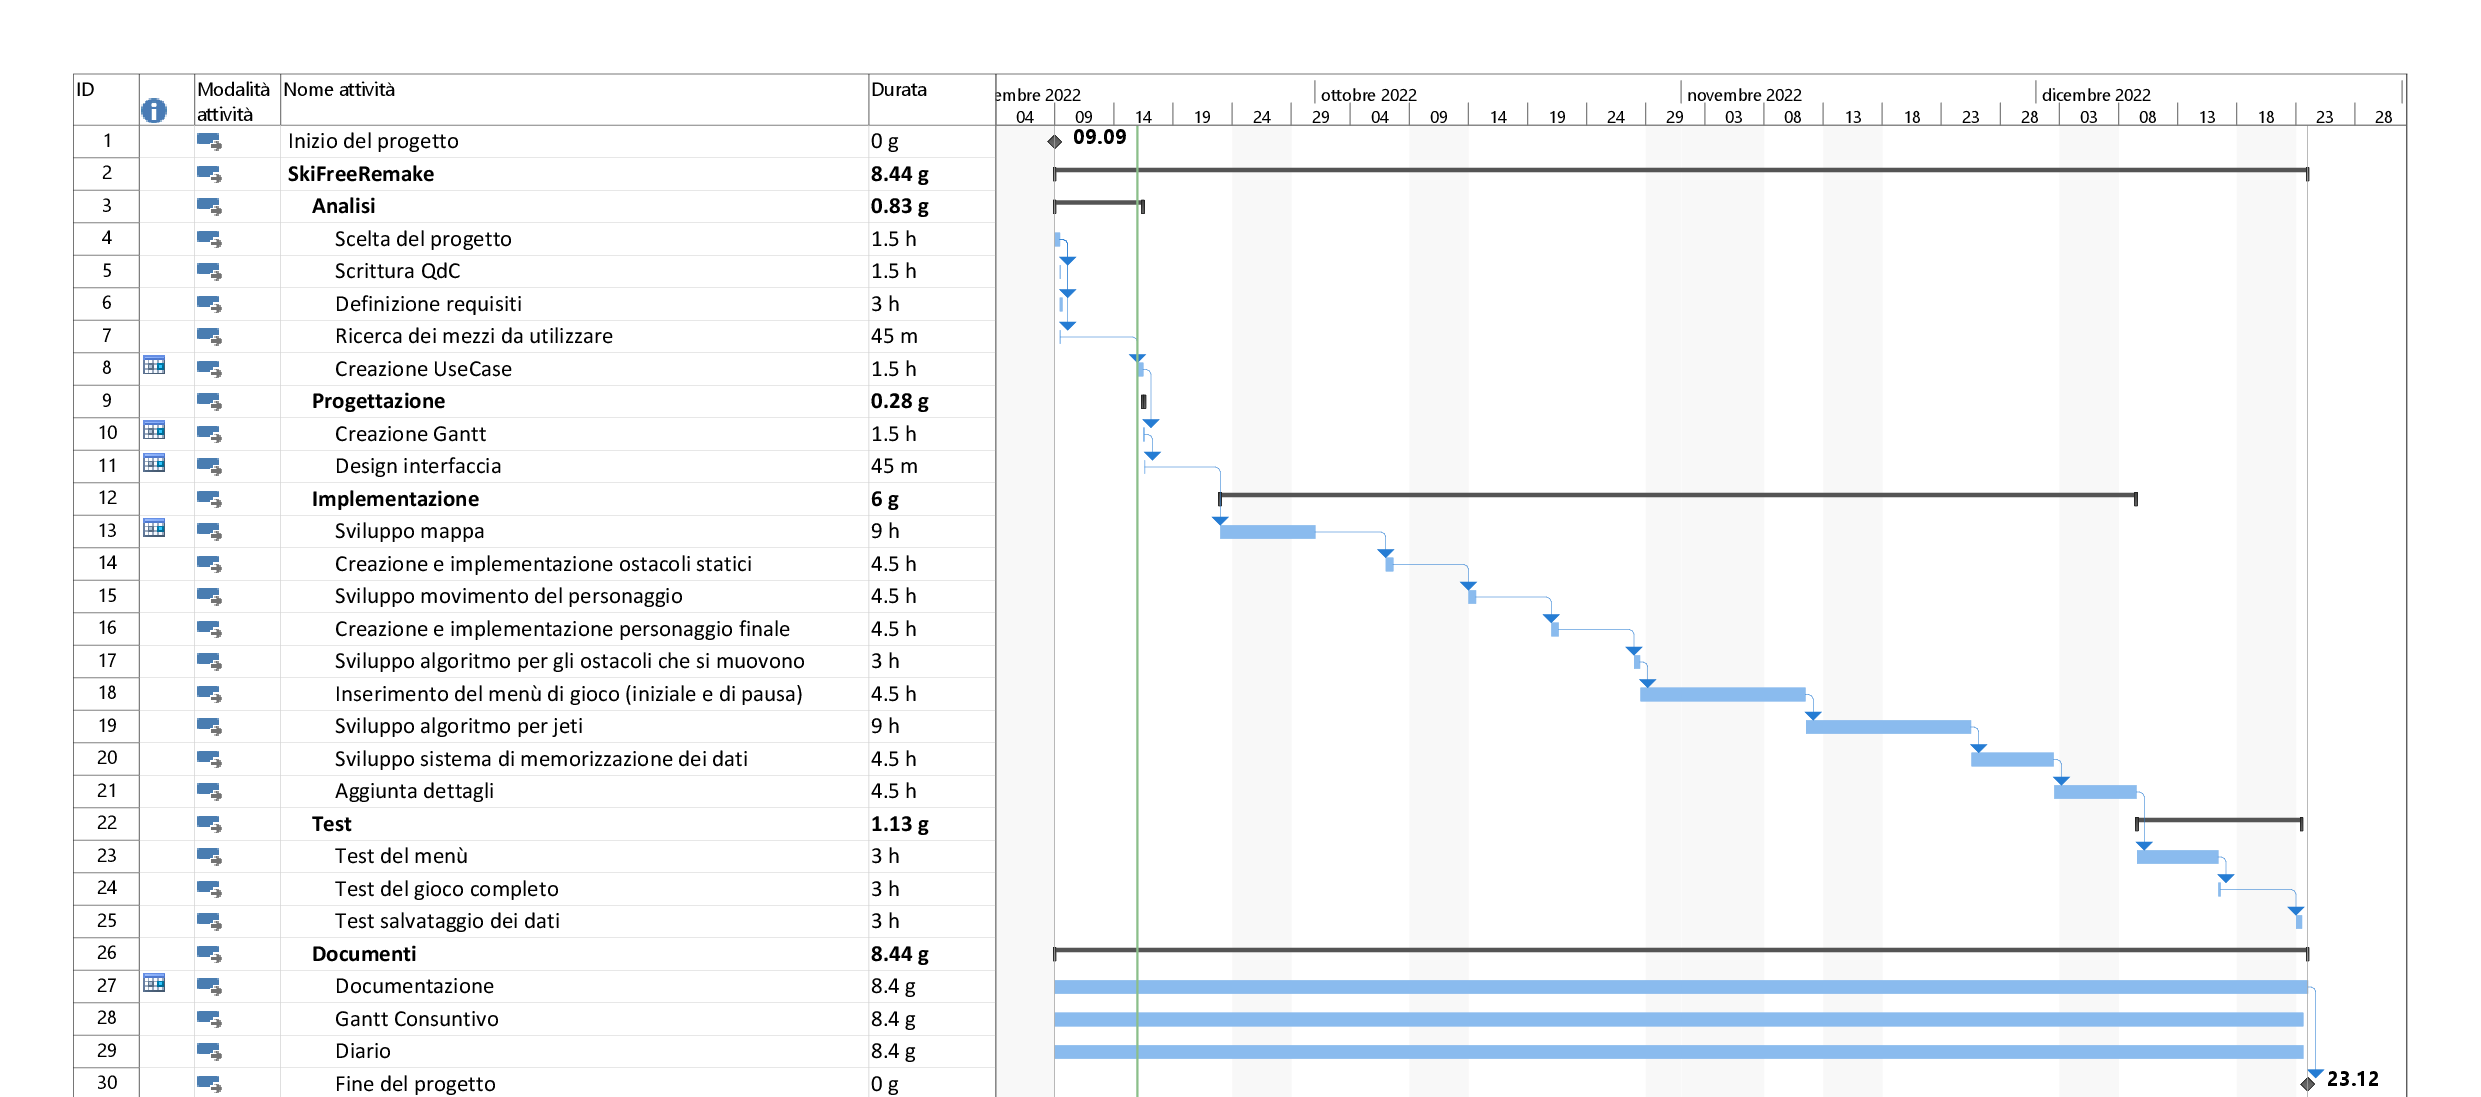 ID Modalità attività Nome attività Durata
embre 2022 ottobre 2022 novembre 2022 dicembre 2022
04 09 14 19 24 29 04 09 14 19 24 29 03 08 13 18 23 28 03 08 13 18 23 28
1 Inizio del progetto 0 g 09.09
2 SkiFreeRemake 8.44 g
3 Analisi 0.83 g
4 Scelta del progetto 1.5 h
5 Scrittura QdC 1.5 h
6 Definizione requisiti 3 h
7 Ricerca dei mezzi da utilizzare 45 m
8 Creazione UseCase 1.5 h
9 Progettazione 0.28 g
10 Creazione Gantt 1.5 h
11 Design interfaccia 45 m
12 Implementazione 6 g
13 Sviluppo mappa 9 h
14 Creazione e implementazione ostacoli statici 4.5 h
15 Sviluppo movimento del personaggio 4.5 h
16 Creazione e implementazione personaggio finale 4.5 h
17 Sviluppo algoritmo per gli ostacoli che si muovono 3 h
18 Inserimento del menù di gioco (iniziale e di pausa) 4.5 h
19 Sviluppo algoritmo per jeti 9 h
20 Sviluppo sistema di memorizzazione dei dati 4.5 h
21 Aggiunta dettagli 4.5 h
22 Test 1.13 g
23 Test del menù 3 h
24 Test del gioco completo 3 h
25 Test salvataggio dei dati 3 h
26 Documenti 8.44 g
27 Documentazione 8.4 g
28 Gantt Consuntivo 8.4 g
29 Diario 8.4 g
30 Fine del progetto 0 g 23.12